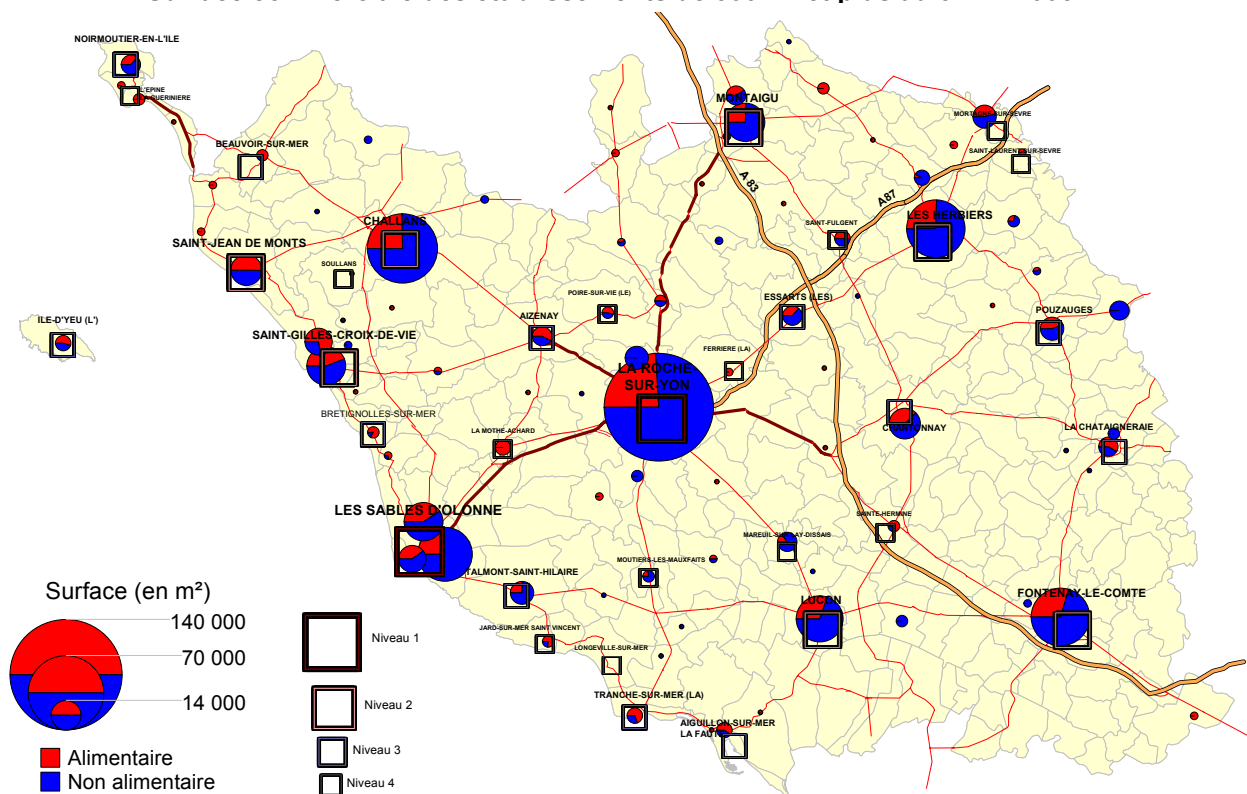 NOIRMOUTIER-EN-L'ILE
L'EPINE
GUERINIERE
BEAUVOIR-SUR-MER
MONTAIGU
MORTAGNE-SUR-SEVRE
SAINT-LAURENT-SUR-SEVRE
A 83
A87
CHALLANS
SAINT-FULGENT
LES HERBIERS
SAINT-JEAN DE MONTS
SOULLANS
ILE-D'YEU (L')
POIRE-SUR-VIE (LE)
ESSARTS (LES)
AIZENAY
POUZAUGES
SAINT-GILLES-CROIX-DE-VIE
FERRIERE (LA)
LA ROCHE-
SUR-YON
BRETIGNOLLES-SUR-MER
LA MOTHE-ACHARD
CHANTONNAY
LA CHATAIGNERAIE
LES SABLES D'OLONNE
SAINTE-HERMINE
MAREUIL-SUR-LAY-DISSAIS
MOUTIERS-LES-MAUXFAITS
TALMONT-SAINT-HILAIRE
LUCON
FONTENAY-LE-COMTE
JARD-SUR-MER SAINT VINCENT
LONGEVILLE-SUR-MER
TRANCHE-SUR-MER (LA)
AIGUILLON-SUR-MER
LA FAUTE
Surface (en m²)
140 000
70 000
14 000
Alimentaire
Non alimentaire
Niveau 1
Niveau 2
Niveau 3
Niveau 4